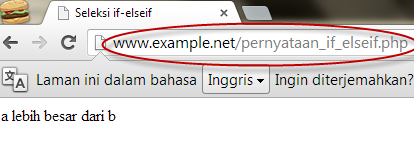 Seleksi if-elseif
www.example.net/pernyataan_if_elseif.php
Laman ini dalam bahasa Inggris Ingin diterjemahkan?
a lebih besar dari b